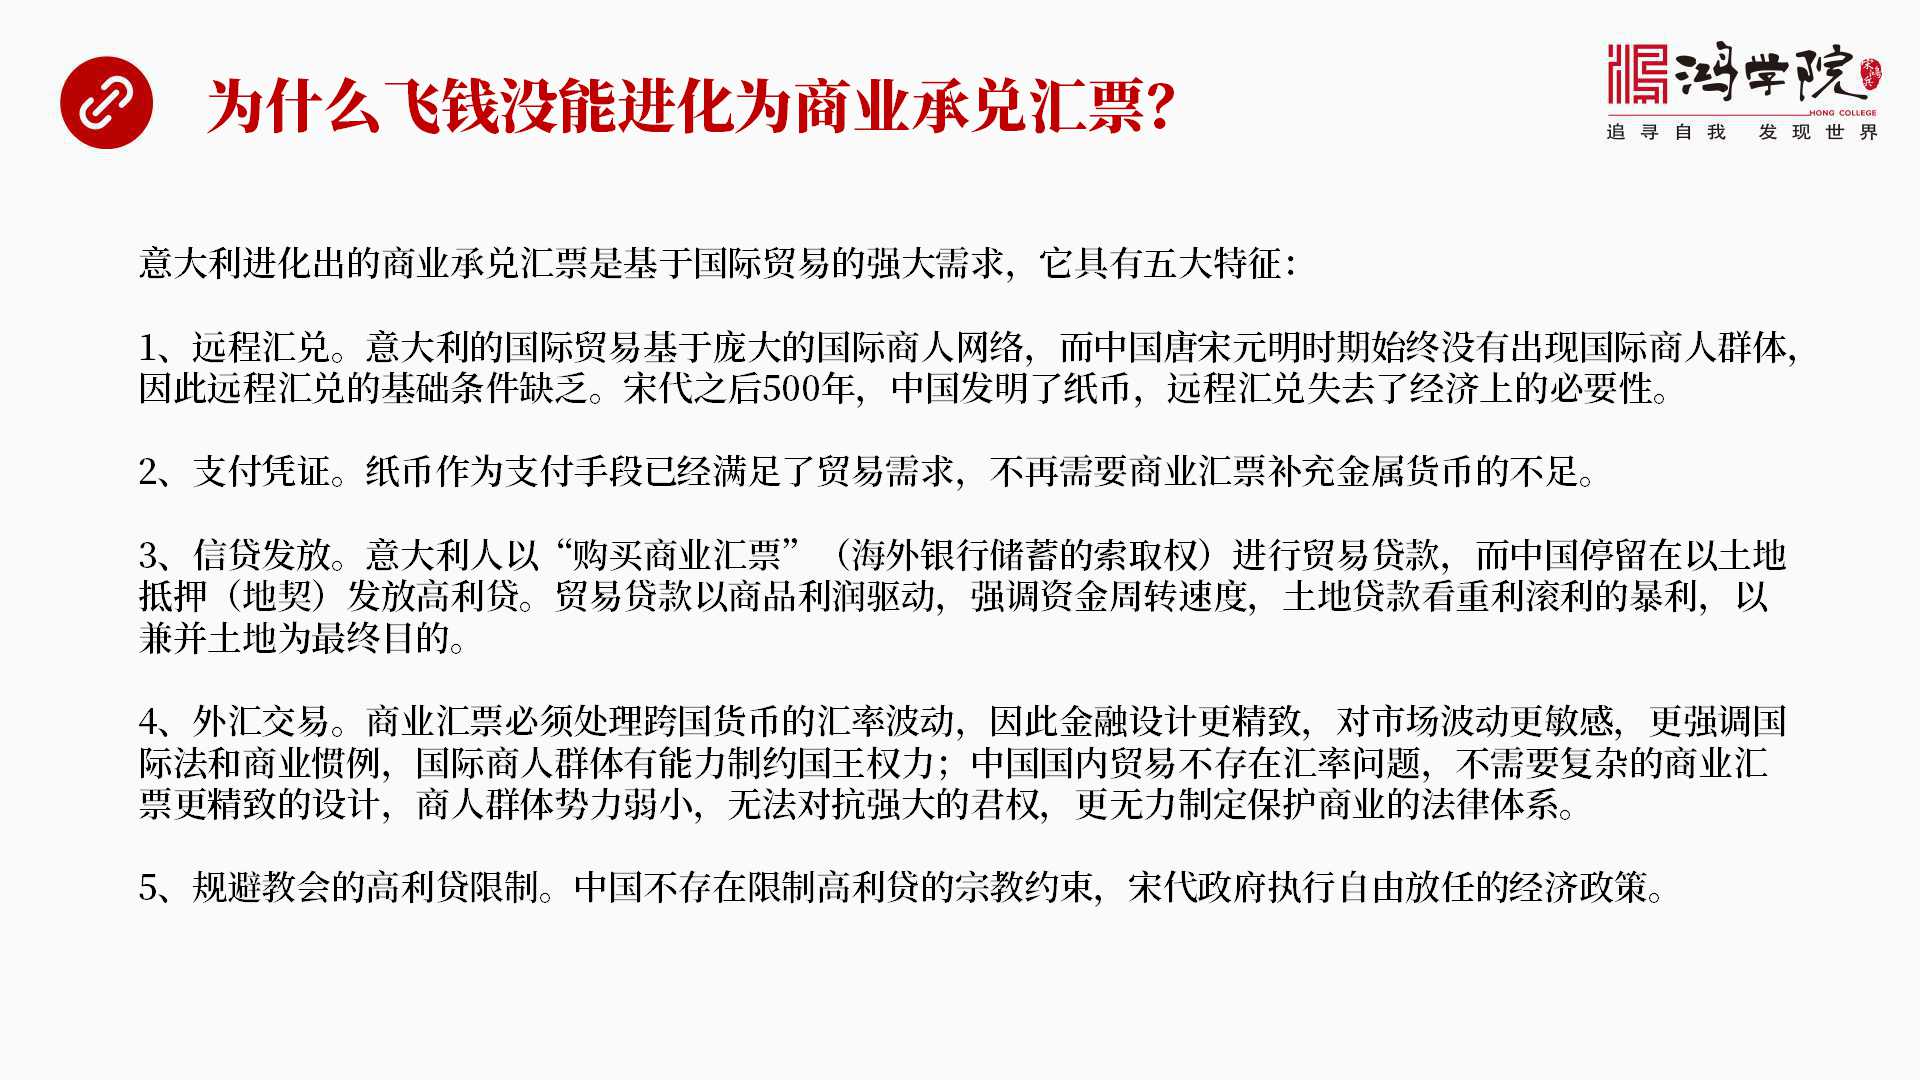 为什么飞钱没能进化为商业承兑汇票？
鸿学院
宋鸿兵
HONG COLLEGE
追寻自我 发现世界
意大利进化出的商业承兑汇票是基于国际贸易的强大需求，它具有五大特征：
1、远程汇兑。意大利的国际贸易基于庞大的国际商人网络，而中国唐宋元明时期始终没有出现国际商人群体，
因此远程汇兑的基础条件缺乏。宋代之后500年，中国发明了纸币，远程汇兑失去了经济上的必要性。
2、支付凭证。纸币作为支付手段已经满足了贸易需求，不再需要商业汇票补充金属货币的不足。
3、信贷发放。意大利人以“购买商业汇票”（海外银行储蓄的索取权）进行贸易贷款，而中国停留在以土地
抵押（地契）发放高利贷。贸易贷款以商品利润驱动，强调资金周转速度，土地贷款看重利滚利的暴利，以
兼并土地为最终目的。
4、外汇交易。商业汇票必须处理跨国货币的汇率波动，因此金融设计更精致，对市场波动更敏感，更强调国
际法和商业惯例，国际商人群体有能力制约国王权力；中国国内贸易不存在汇率问题，不需要复杂的商业汇
票更精致的设计，商人群体势力弱小，无法对抗强大的君权，更无力制定保护商业的法律体系。
5、规避教会的高利贷限制。中国不存在限制高利贷的宗教约束，宋代政府执行自由放任的经济政策。